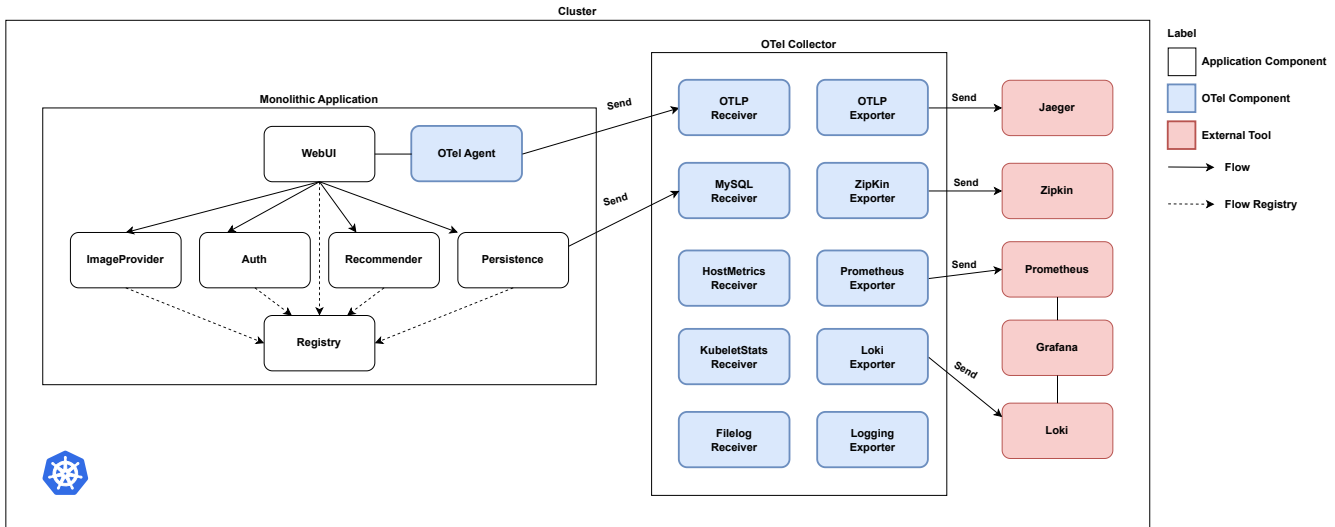 Cluster
Label
Application Component
OTel Component
External Tool
Flow
Flow Registry
OTel Collector
Monolithic Application
WebUI
OTel Agent
Send
ImageProvider
Auth
Recommender
Persistence
Send
Registry
OTLP
Receiver
OTLP
Exporter
Send
Jaeger
MySQL
Receiver
ZipKin
Exporter
Send
Zipkin
HostMetrics
Receiver
Prometheus
Exporter
Send
Prometheus
KubeletStats
Receiver
Loki
Exporter
Send
Grafana
Filelog
Receiver
Logging
Exporter
Loki